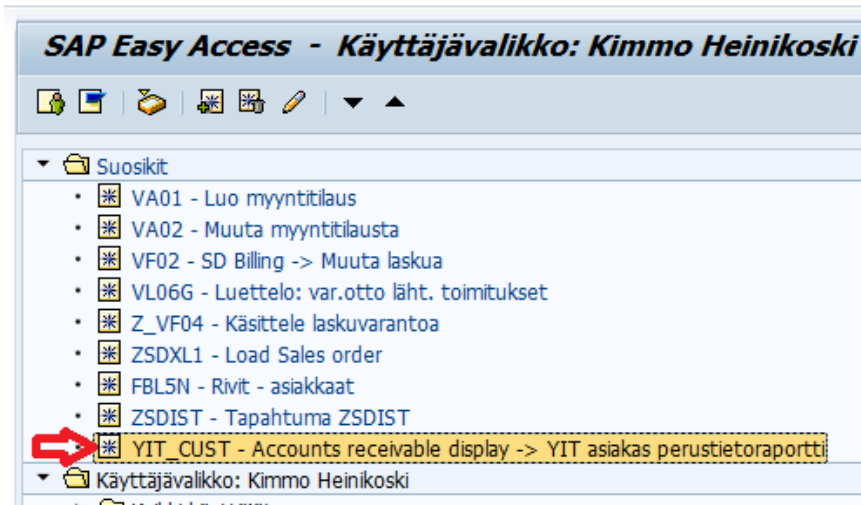 SAP Easy Access - Käyttäjävalikko: Kimmo Heinikoski
Suosikit
VA01 - Luo myyntitilaus
VA02 - Muuta myyntitilausta
VF02 - SD Billing -> Muuta laskua
VL06G - Luettelo: var.otto läht. toimitukset
Z_VF04 - Käsittele laskuvarantoa
ZSDXL1 - Load Sales order
FBL5N - Rivit - asiakkaat
ZSDIST - Tapahtuma ZSDIST
YIT_CUST - Accounts receivable display -> YIT asiakas perustietoraportti
Käyttäjävalikko: Kimmo Heinikoski